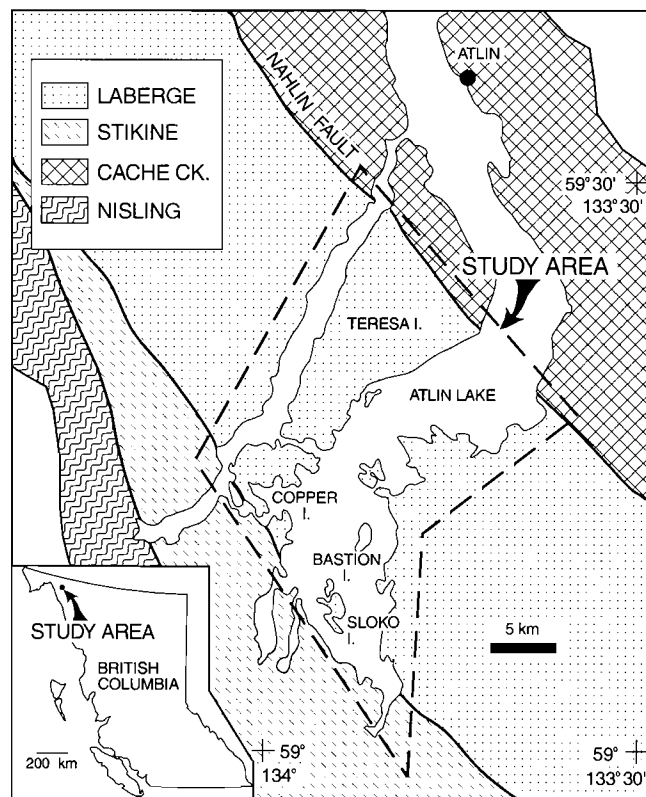 ATLIN
LABERGE
STIKINE
CACHE CK.
NISLING
NAHLIN FAULT
59° 30'
133° 30'
STUDY AREA
TERESA I.
ATLIN LAKE
COPPER
I.
BASTION
I.
SLOKO
I.
5 km
STUDY AREA
BRITISH
COLUMBIA
200 km
59°
134°
59°
133° 30'